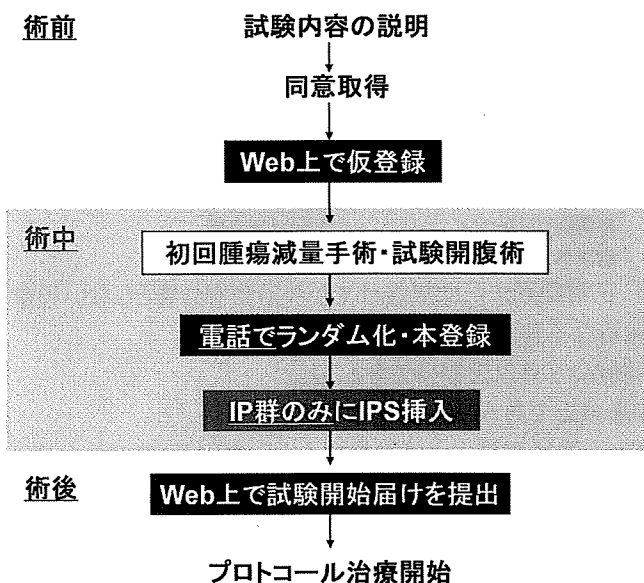 術前
試験内容の説明
同意取得
Web上で仮登録
術中
初回腫瘍減量手術・試験開腹術
電話でランダム化・本登録
IP群のみにIPS挿入
術後
Web上で試験開始届けを提出
プロトコール治療開始